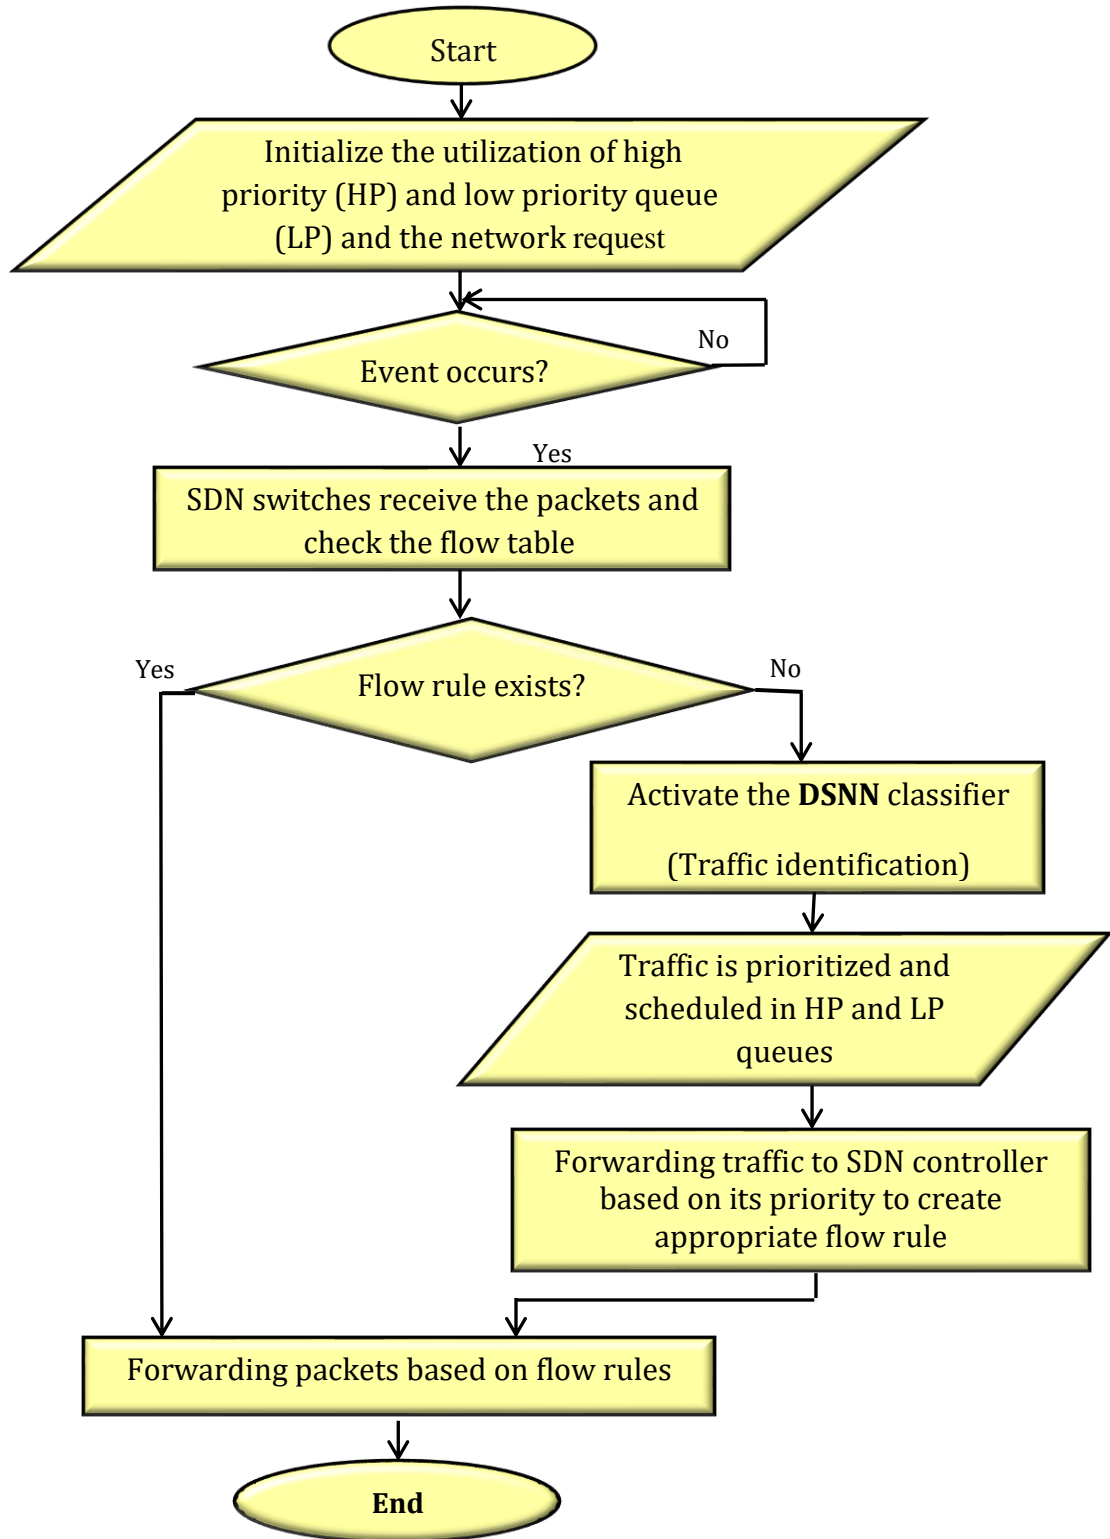 Start
Initialize the utilization of high
priority (HP) and low priority queue
(LP) and the network request
No
Event occurs?
Yes
SDN switches receive the packets and
check the flow table
Yes
No
Flow rule exists?
Activate the DSNN classifier
(Traffic identification)
Traffic is prioritized and
scheduled in HP and LP
queues
Forwarding traffic to SDN controller
based on its priority to create
appropriate flow rule
Forwarding packets based on flow rules
End